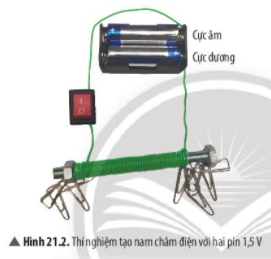 Cực âm
Cực dương
▲ Hình 21.2. Thí nghiệm tạo nam châm điện với hai pin 1,5 V